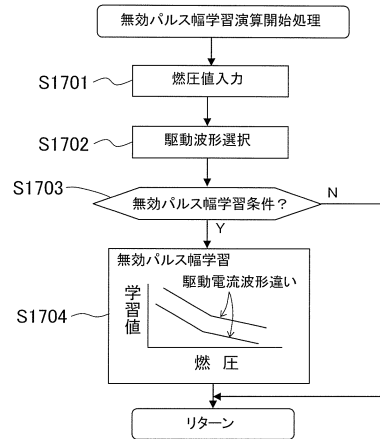 無効パルス幅学習演算開始処理
S1701
燃圧値入力
S1702
駆動波形選択
S1703
無効パルス幅学習条件？
N
Y
無効パルス幅学習
駆動電流波形違い
学習値
S1704
燃 圧
リターン